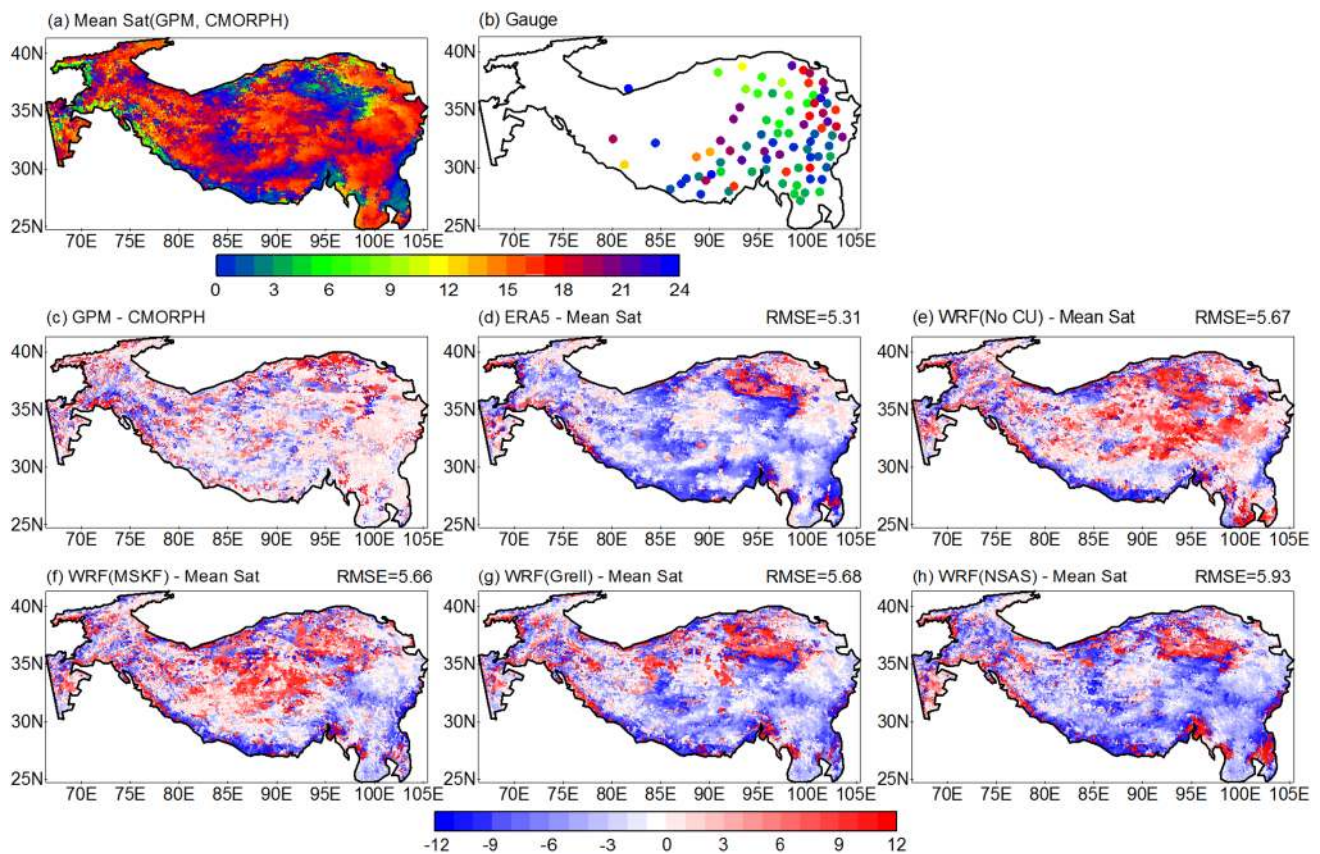 (a) Mean Sat(GPM, CMORPH) (b) Gauge
40N 40N
35N 35N
30N 30N
25N 25N
70E 75E 80E 85E 90E 95E 100E 105E 70E 75E 80E 85E 90E 95E 100E 105E
0 3 6 9 12 15 18 21 24
(c) GPM - CMORPH (d) ERA5 - Mean Sat RMSE=5.31 (e) WRF(No CU) - Mean Sat RMSE=5.67
40N 40N 40N
35N 35N 35N
30N 30N 30N
25N 25N 25N
70E 75E 80E 85E 90E 95E 100E 105E 70E 75E 80E 85E 90E 95E 100E 105E 70E 75E 80E 85E 90E 95E 100E 105E
(f) WRF(MSKF) - Mean Sat RMSE=5.66 (g) WRF(Grell) - Mean Sat RMSE=5.68 (h) WRF(NSAS) - Mean Sat RMSE=5.93
40N 40N 40N
35N 35N 35N
30N 30N 30N
25N 25N 25N
70E 75E 80E 85E 90E 95E 100E 105E 70E 75E 80E 85E 90E 95E 100E 105E 70E 75E 80E 85E 90E 95E 100E 105E
-12 -9 -6 -3 0 3 6 9 12